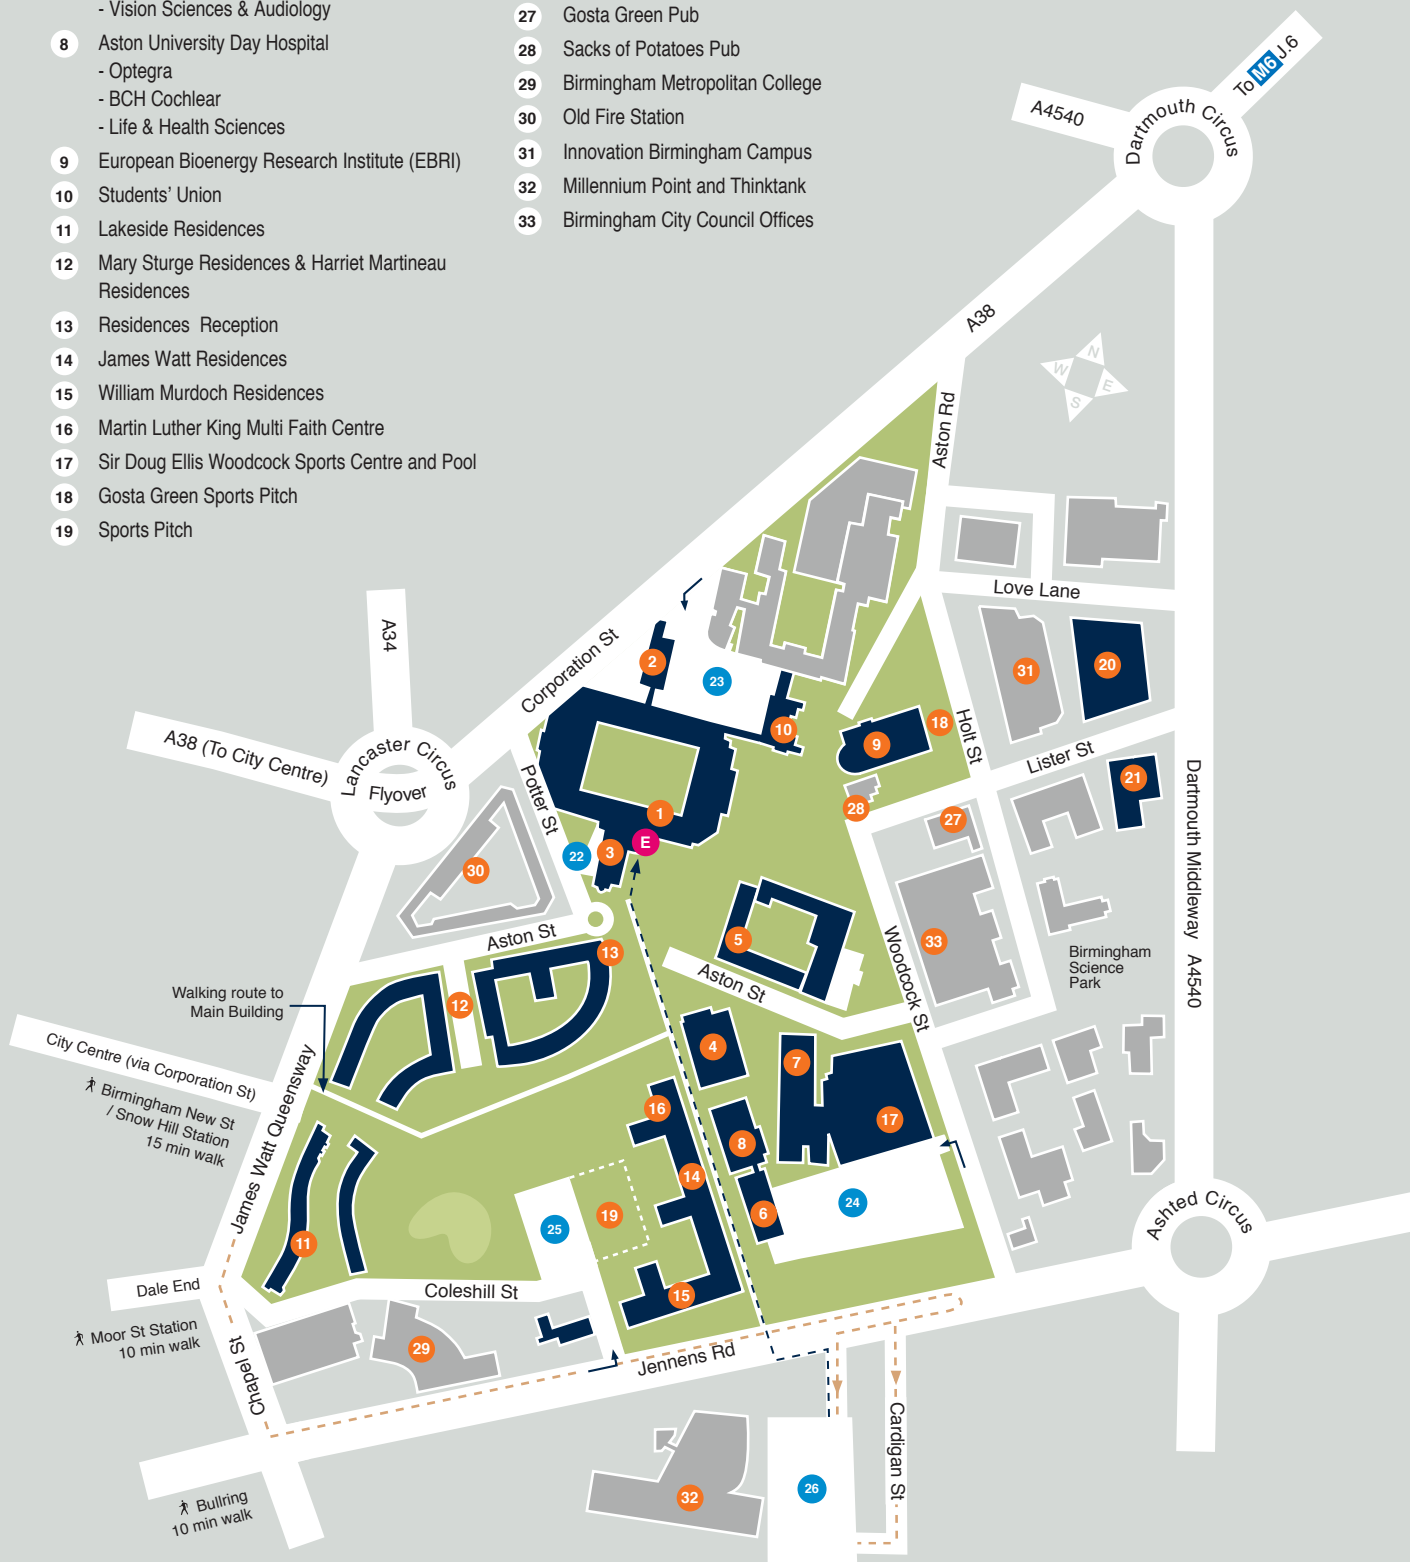 - Vision Sciences & Audiology
8 Aston University Day Hospital
- Optegra
- BCH Cochlear
- Life & Health Sciences
9 European Bioenergy Research Institute (EBRI)
10 Students' Union
11 Lakeside Residences
12 Mary Sturge Residences & Harriet Martineau
Residences
13 Residences Reception
14 James Watt Residences
15 William Murdoch Residences
16 Martin Luther King Multi Faith Centre
17 Sir Doug Ellis Woodcock Sports Centre and Pool
18 Gosta Green Sports Pitch
19 Sports Pitch
27 Gosta Green Pub
28 Sacks of Potatoes Pub
29 Birmingham Metropolitan College
30 Old Fire Station
31 Innovation Birmingham Campus
32 Millennium Point and Thinktank
33 Birmingham City Council Offices
To M6 J.6
A4540
Dartmouth Circus
A38
N
W
E
S
Aston Rd
Love Lane
A34
Corporation St
2
23
31
20
10
18
9
Holt St
Lister St
A38 (To City Centre)
Lancaster Circus
Flyover
Potter St
1
28
27
21
E
22
3
30
Dartmouth Middleway A4540
Aston St
13
5
33
Woodcock St
Birmingham
Science
Park
Aston St
Walking route to
Main Building
12
4
7
City Centre (via Corporation St)
Birmingham New St
/ Snow Hill Station
15 min walk
James Watt Queensway
16
8
17
14
24
6
25
19
11
Ashted Circus
Dale End
Coleshill St
15
Moor St Station
10 min walk
Chapel St
29
Jennens Rd
Cardigan St
32
26
Bullring
10 min walk